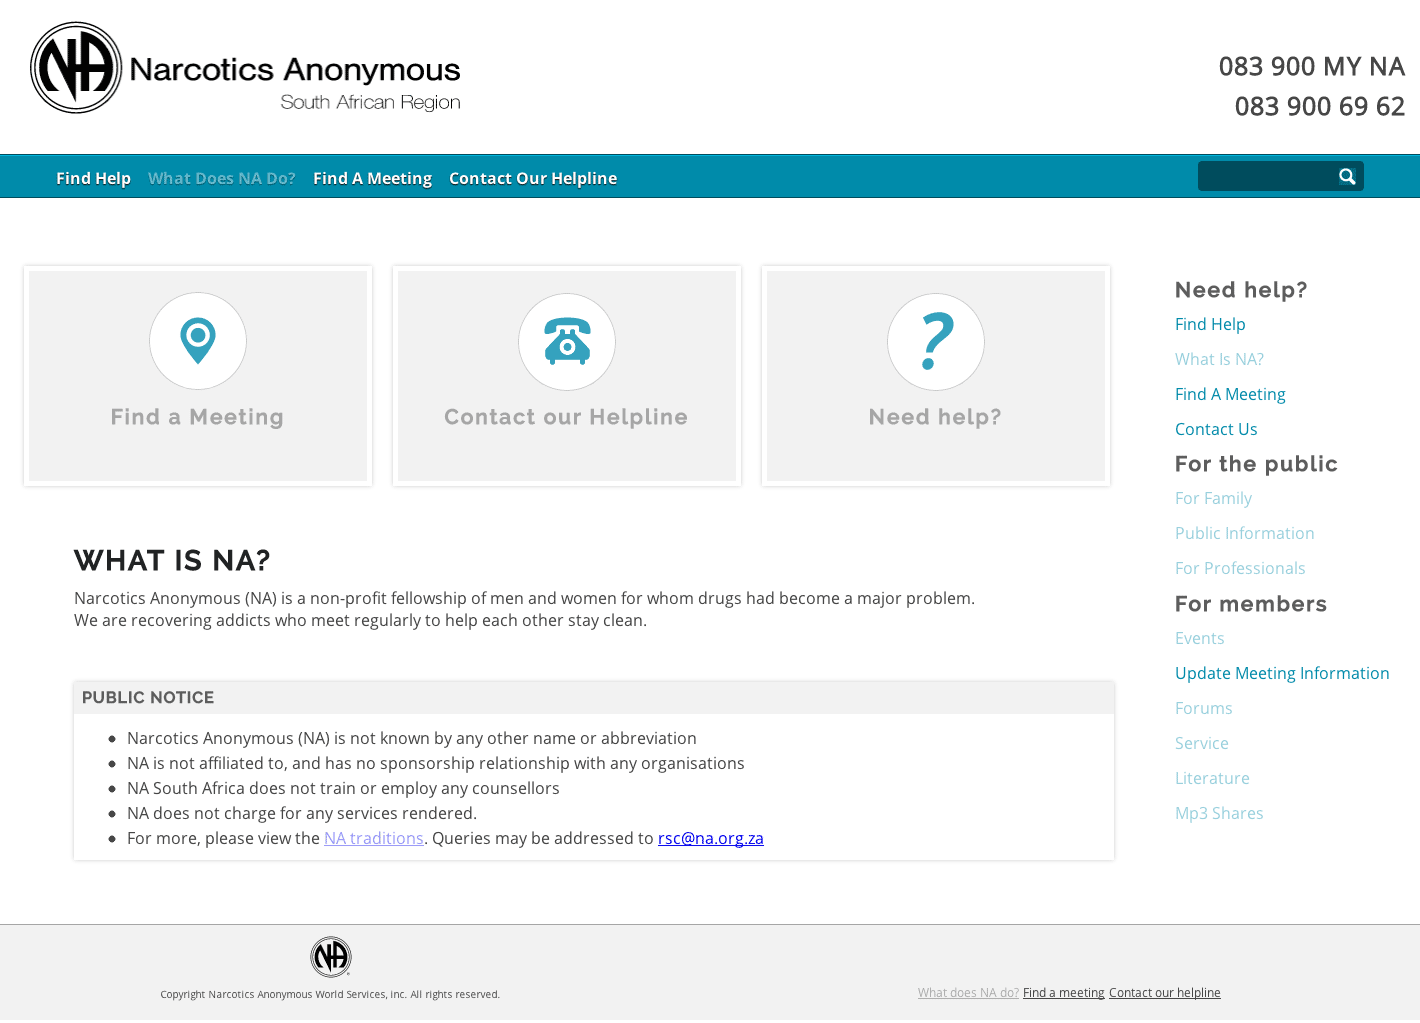 NA Narcotics Anonymous
South African Region
083 900 MY NA
083 900 69 62
Find Help What Does NA Do? Find A Meeting Contact Our Helpline
Find a Meeting
Contact our Helpline
?
Need help?
WHAT IS NA?
Narcotics Anonymous (NA) is a non-profit fellowship of men and women for whom drugs had become a major problem.
We are recovering addicts who meet regularly to help each other stay clean.
PUBLIC NOTICE
Narcotics Anonymous (NA) is not known by any other name or abbreviation
NA is not affiliated to, and has no sponsorship relationship with any organisations
NA South Africa does not train or employ any counsellors
NA does not charge for any services rendered.
For more, please view the NA traditions. Queries may be addressed to rsc@na.org.za
Need help?
Find Help
What Is NA?
Find A Meeting
Contact Us
For the public
For Family
Public Information
For Professionals
For members
Events
Update Meeting Information
Forums
Service
Literature
Mp3 Shares
NA
Copyright Narcotics Anonymous World Services, inc. All rights reserved.
What does NA do? Find a meeting Contact our helpline